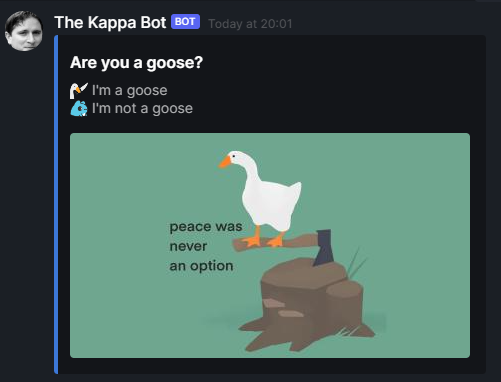 The Kappa Bot BOT Today at 20:01
Are you a goose?
I'm a goose
I'm not a goose
peace was
never
an option